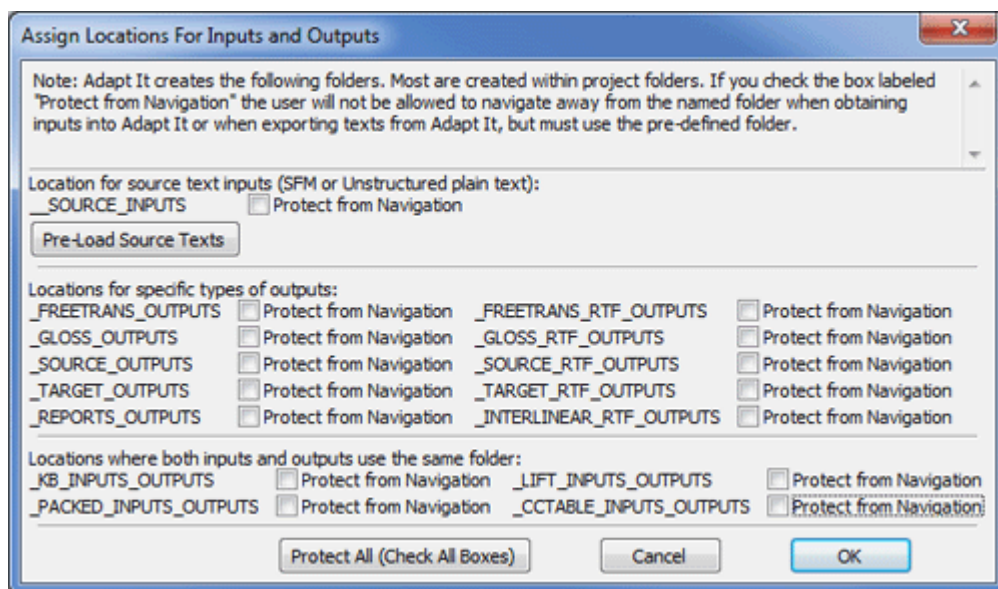 Assign Locations For Inputs and Outputs
Note: Adapt It creates the following folders. Most are created within project folders. If you check the box labeled
"Protect from Navigation" the user will not be allowed to navigate away from the named folder when obtaining
inputs into Adapt It or when exporting texts from Adapt It, but must use the pre-defined folder.
Location for source text inputs (SFM or Unstructured plain text):
__SOURCE_INPUTS Protect from Navigation
Pre-Load Source Texts
Locations for specific types of outputs:
_FREETRANS_OUTPUTS Protect from Navigation _FREETRANS_RTF_OUTPUTS Protect from Navigation
_GLOSS_OUTPUTS Protect from Navigation _GLOSS_RTF_OUTPUTS Protect from Navigation
_SOURCE_OUTPUTS Protect from Navigation _SOURCE_RTF_OUTPUTS Protect from Navigation
_TARGET_OUTPUTS Protect from Navigation _TARGET_RTF_OUTPUTS Protect from Navigation
_REPORTS_OUTPUTS Protect from Navigation _INTERLINEAR_RTF_OUTPUTS Protect from Navigation
Locations where both inputs and outputs use the same folder:
_KB_INPUTS_OUTPUTS Protect from Navigation _LIFT_INPUTS_OUTPUTS Protect from Navigation
_PACKED_INPUTS_OUTPUTS Protect from Navigation _CCTABLE_INPUTS_OUTPUTS Protect from Navigation
Protect All (Check All Boxes) Cancel OK